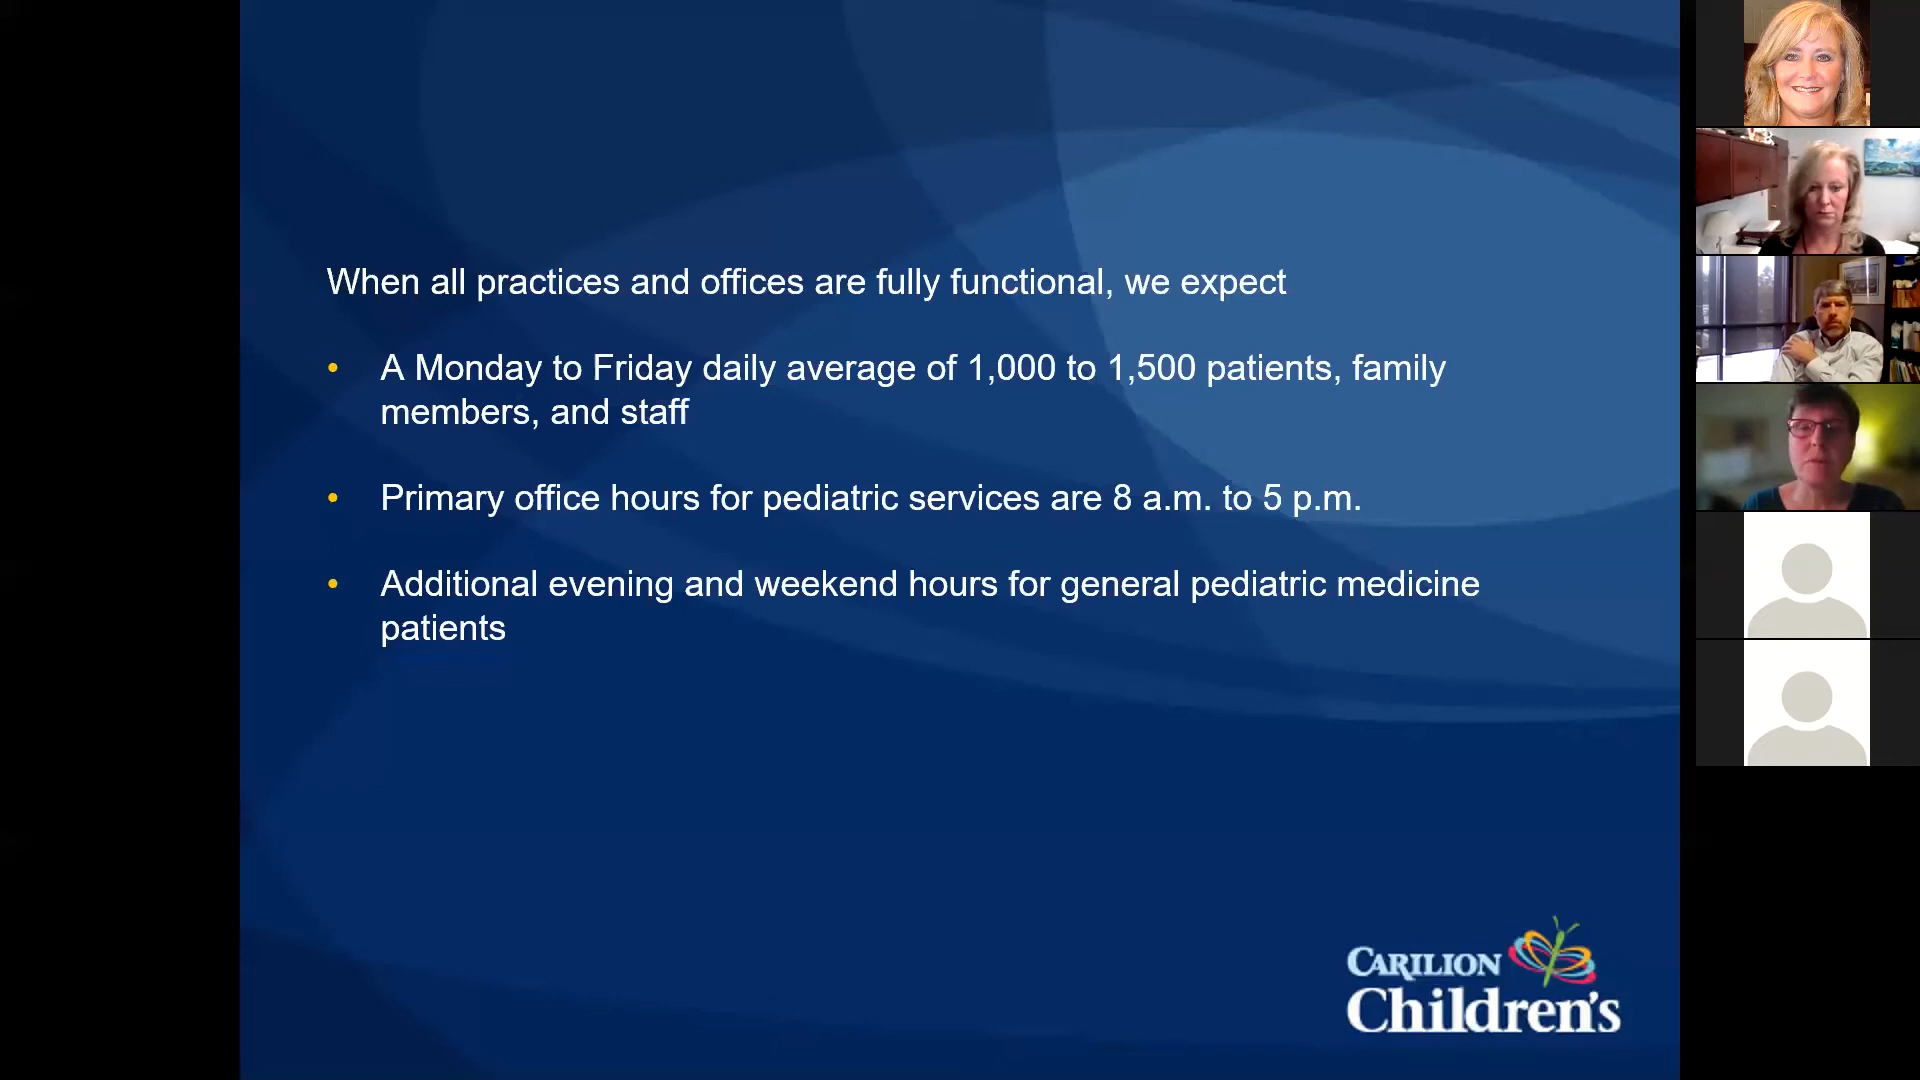 When all practices and offices are fully functional, we expect
• A Monday to Friday daily average of 1,000 to 1,500 patients, family
members, and staff
• Primary office hours for pediatric services are 8 a.m. to 5 p.m.
• Additional evening and weekend hours for general pediatric medicine
patients
CARILION
Children's